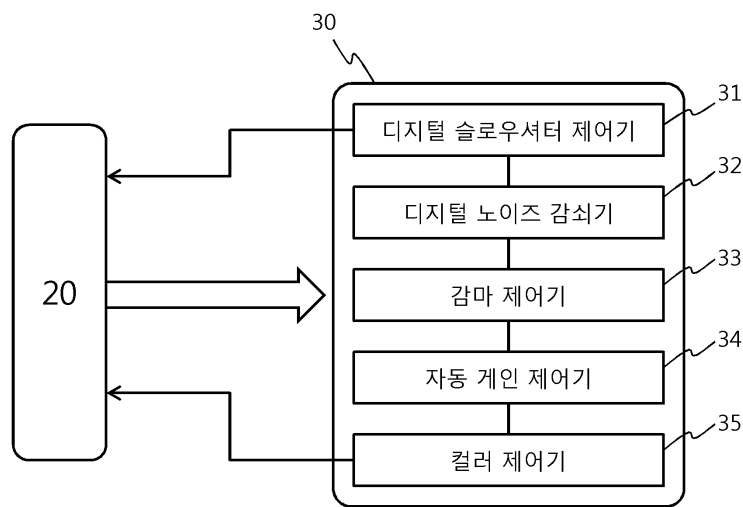 30
31
디지털 슬로우셔터 제어기
32
디지털 노이즈 감쇠기
33
20
감마 제어기
34
자동 게인 제어기
35
컬러 제어기